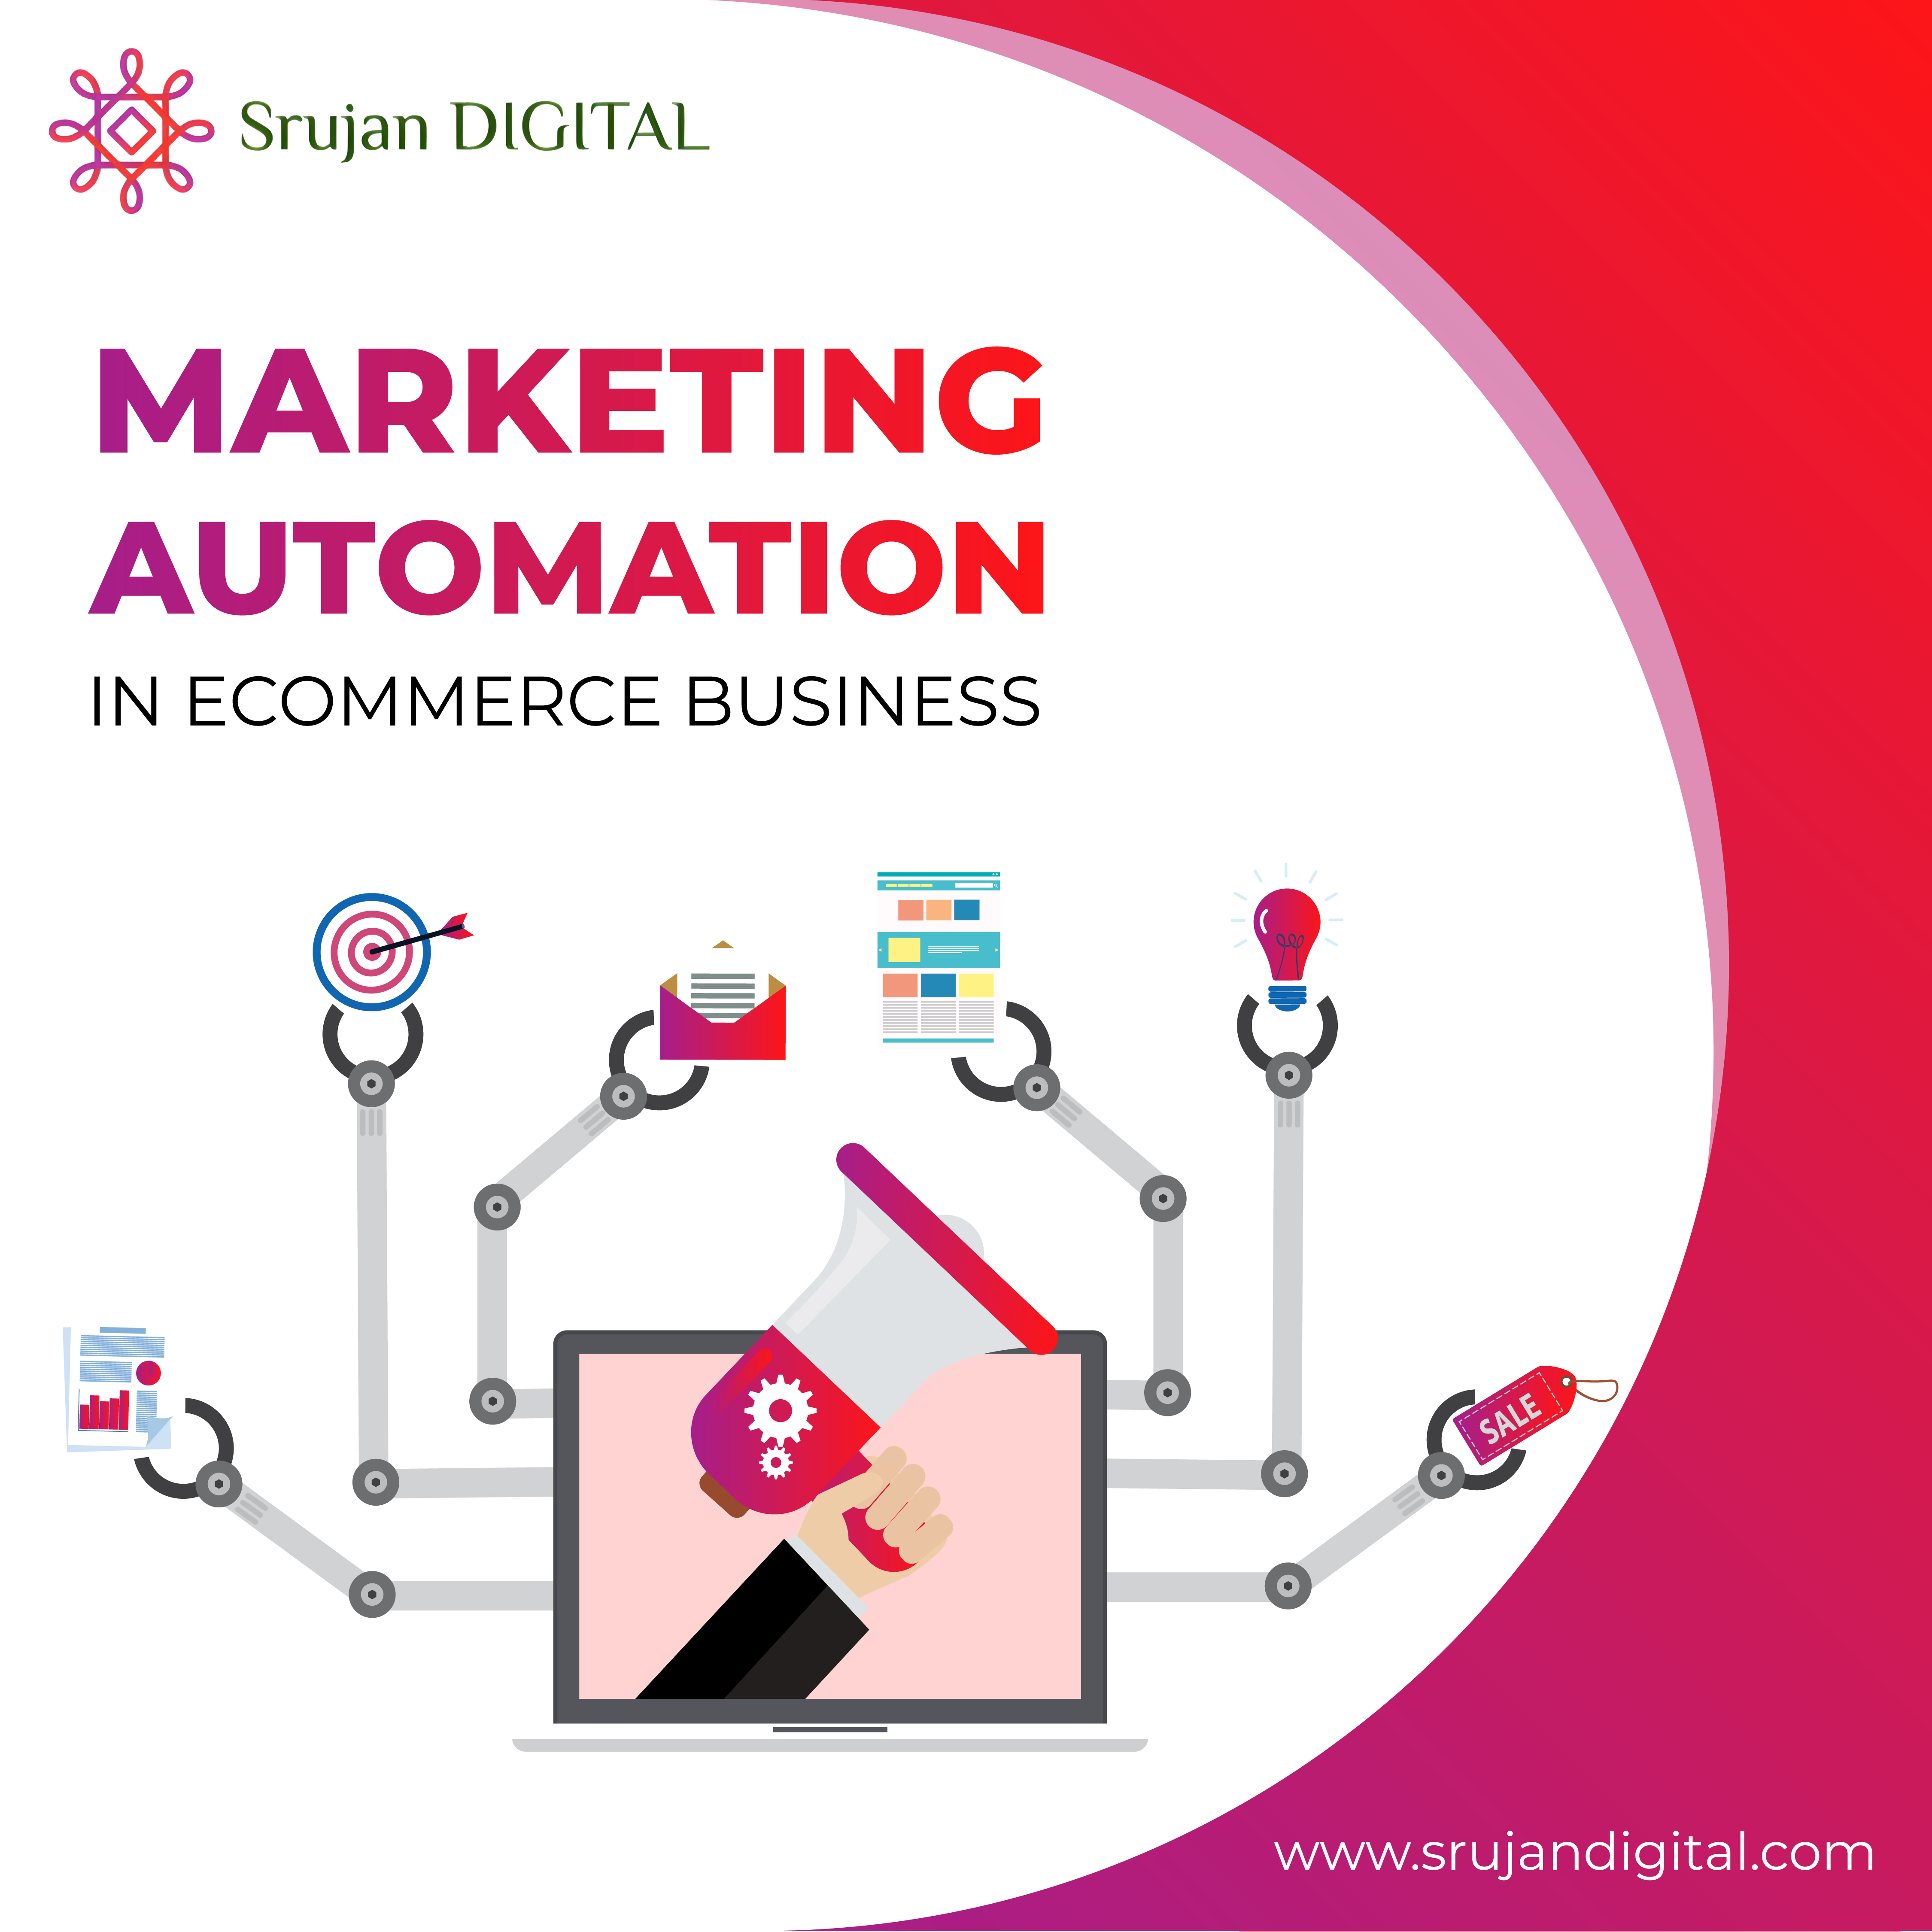 Srujan DIGITAL
MARKETING
AUTOMATION
IN ECOMMERCE BUSINESS
SALE
www.srujandigital.com